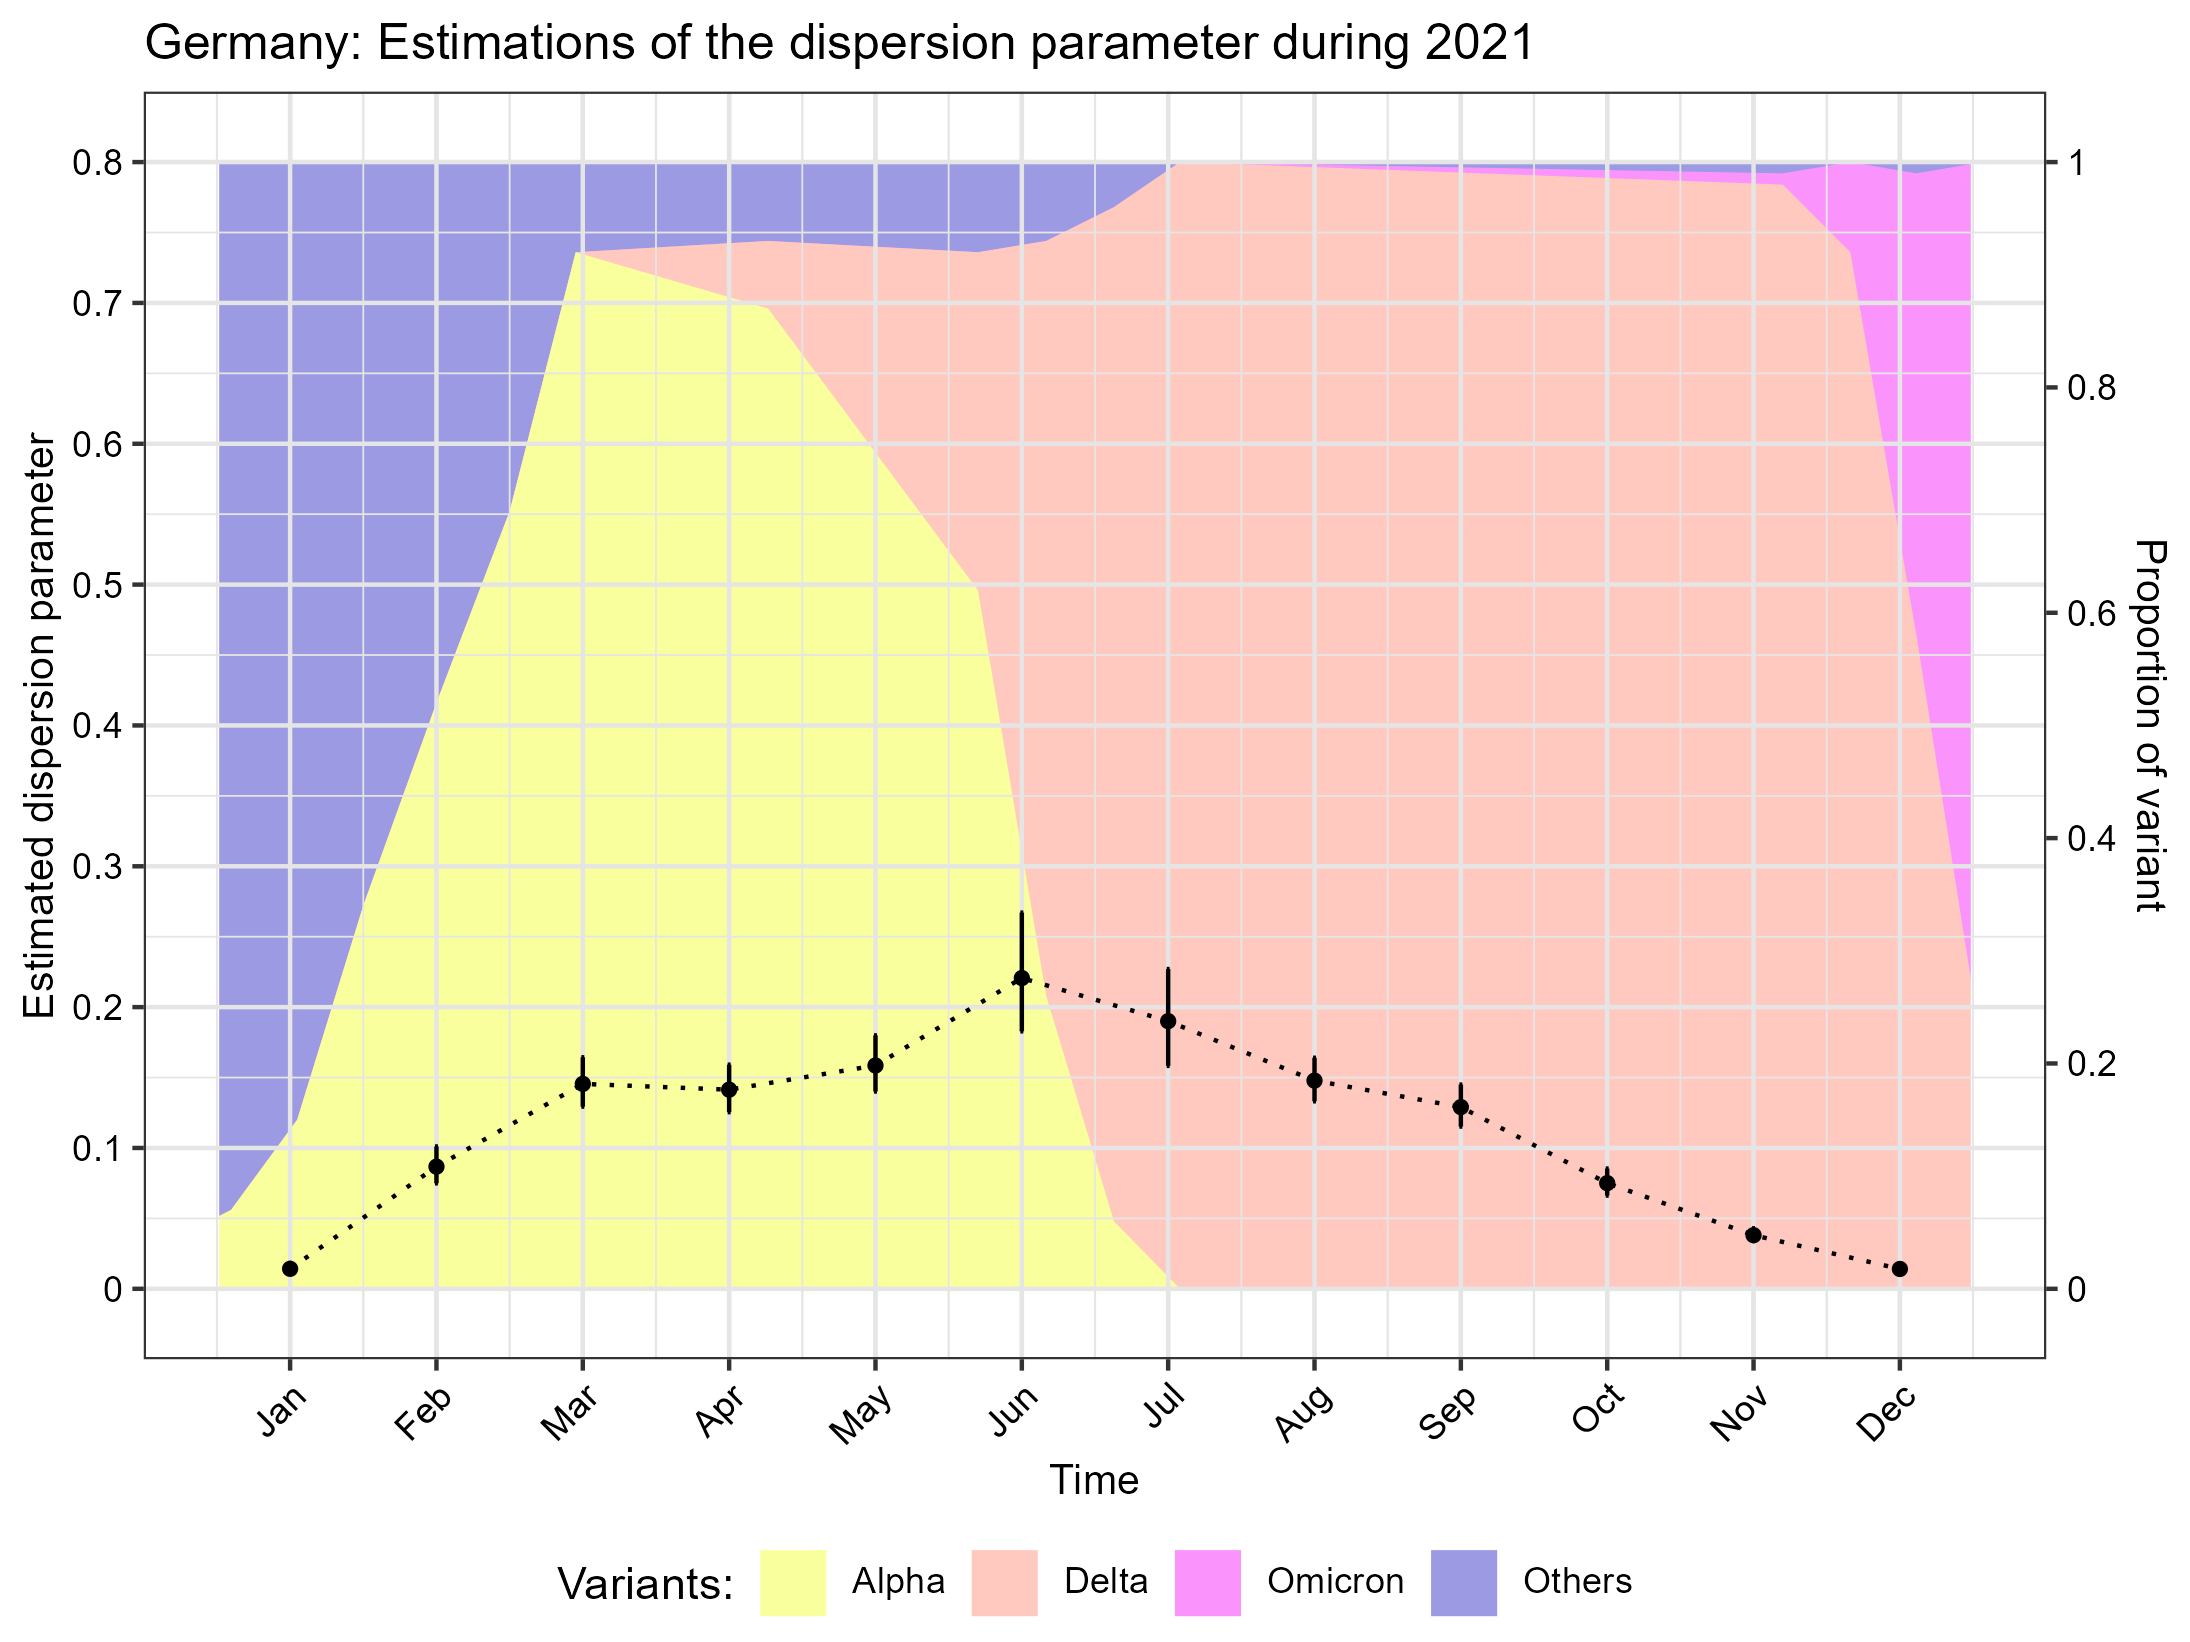 Germany: Estimations of the dispersion parameter during 2021
Estimated dispersion parameter
0.8
0.7
0.6
0.5
0.4
0.3
0.2
0.1
0
1
0.8
0.6
0.4
0.2
0
Proportion of variant
Jan Feb Mar Apr May Jun Jul Aug Sep Oct Nov Dec
Time
Variants: Alpha Delta Omicron Others